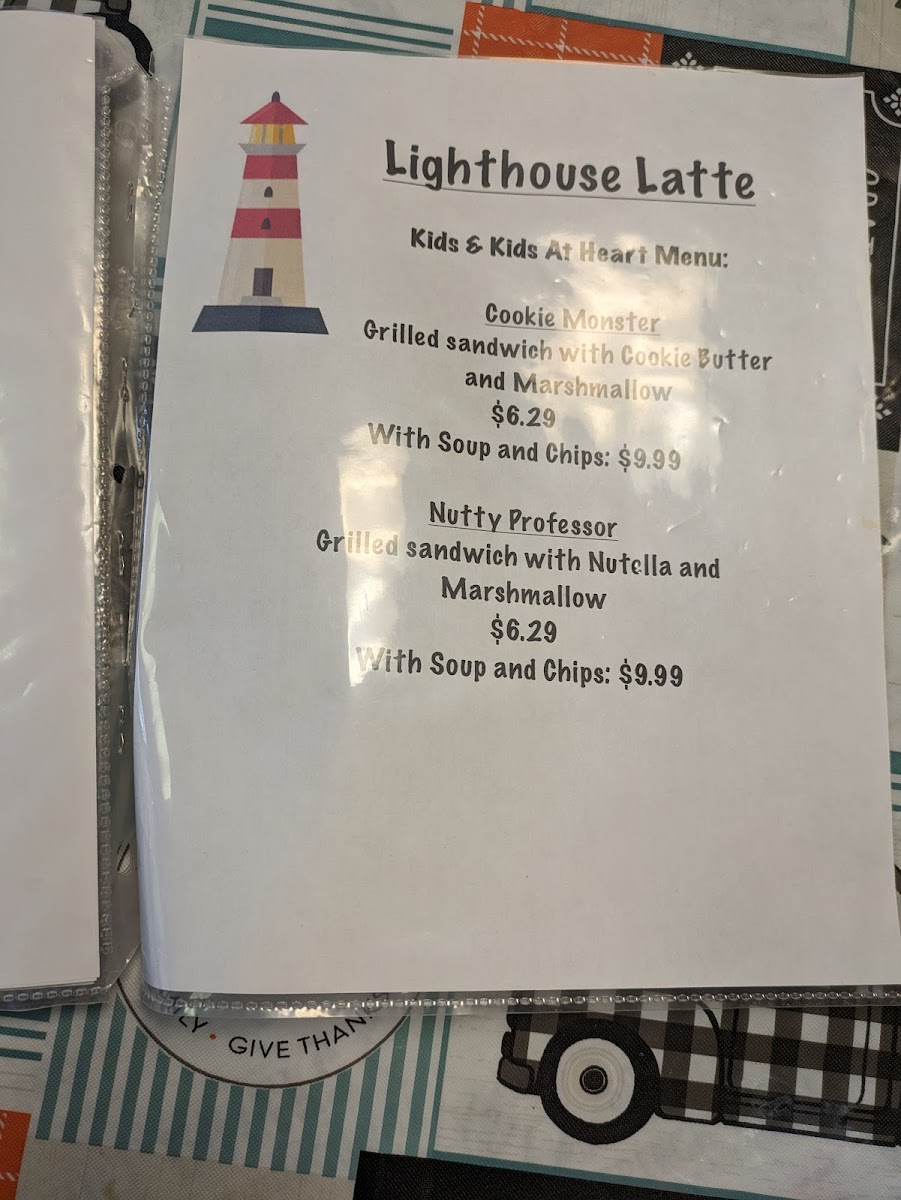 Lighthouse Latte
Kids & Kids At Heart Menu:
Cookie Monster
Grilled sandwich with Cookie Butter
and Marshmallow
$6.29
With Soup and Chips: $9.99
Nutty Professor
Grilled sandwich with Nutella and
Marshmallow
$6.29
With Soup and Chips: $9.99
GIVE THANKS